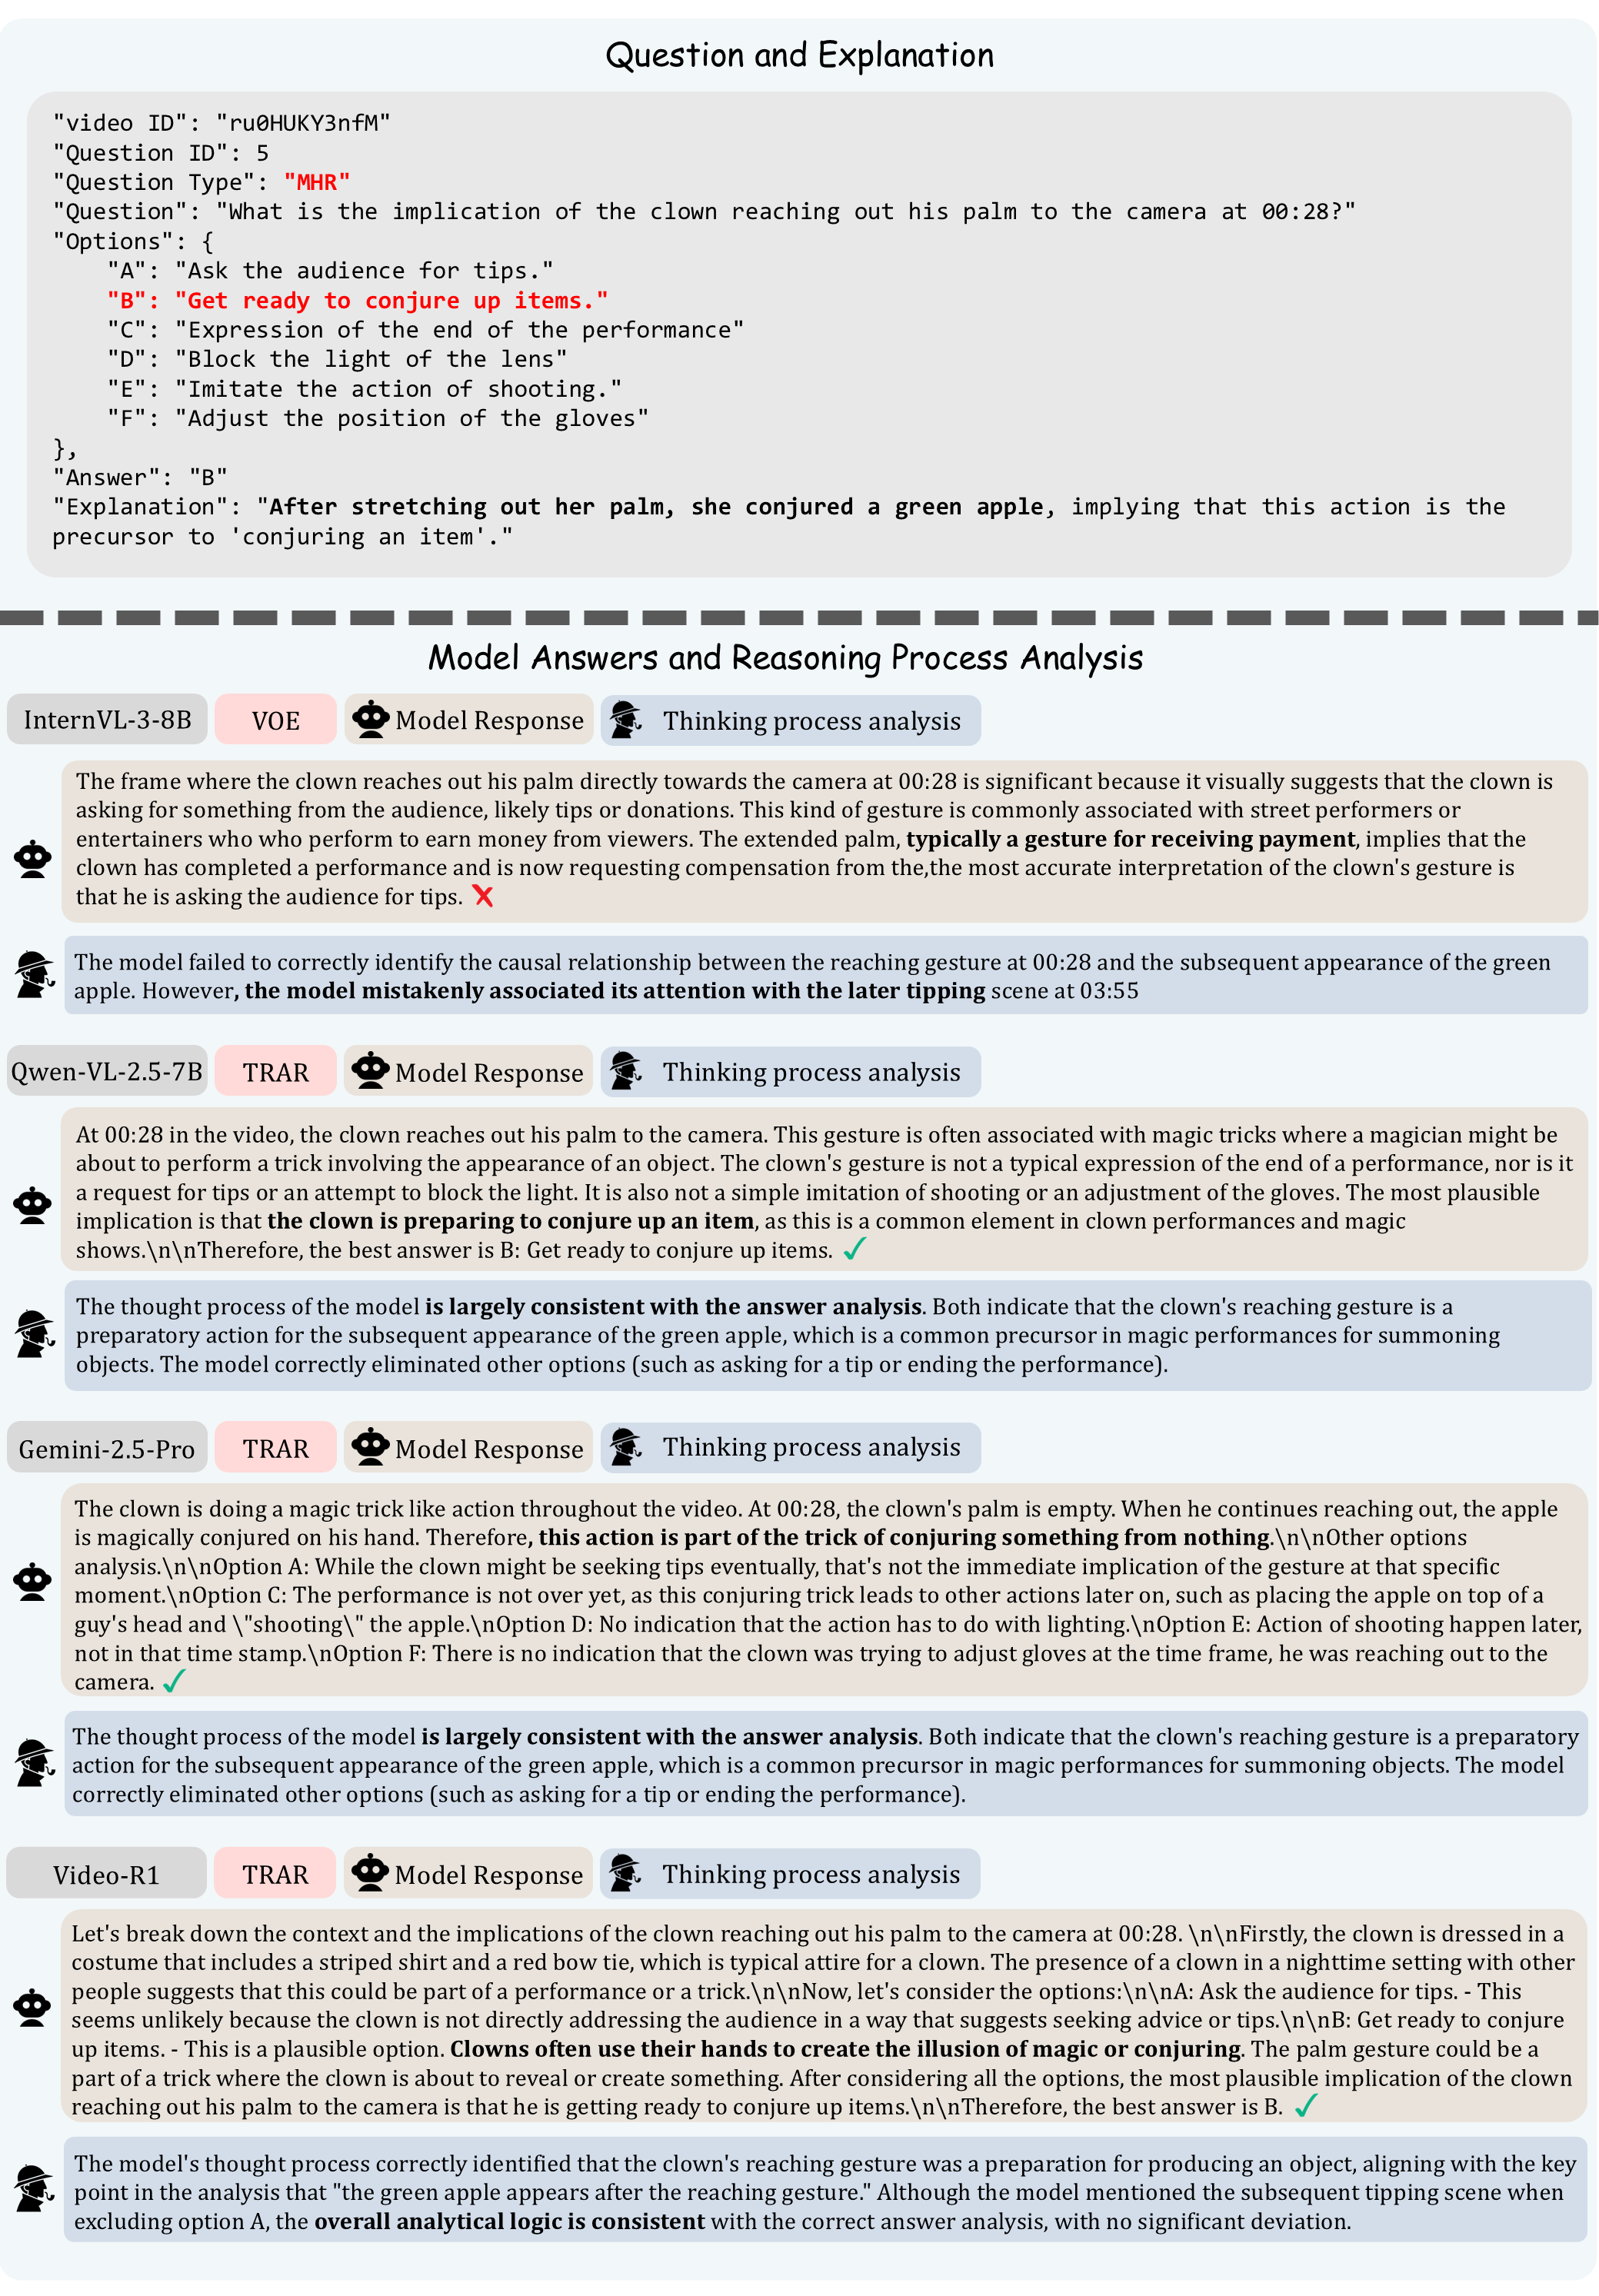 Question and Explanation
"video ID": "ru0HUKY3nfM"
"Question ID": 5
"Question Type": "MHR"
"Question": "What is the implication of the clown reaching out his palm to the camera at 00:28?"
"Options": {
"A": "Ask the audience for tips."
"B": "Get ready to conjure up items."
"C": "Expression of the end of the performance"
"D": "Block the light of the lens"
"E": "Imitate the action of shooting."
"F": "Adjust the position of the gloves"
},
"Answer": "B"
"Explanation": "After stretching out her palm, she conjured a green apple, implying that this action is the
precursor to 'conjuring an item'."
Model Answers and Reasoning Process Analysis
InternVL-3-8B VOE Model Response Thinking process analysis
The frame where the clown reaches out his palm directly towards the camera at 00:28 is significant because it visually suggests that the clown is
asking for something from the audience, likely tips or donations. This kind of gesture is commonly associated with street performers or
entertainers who who perform to earn money from viewers. The extended palm, typically a gesture for receiving payment, implies that the
clown has completed a performance and is now requesting compensation from the,the most accurate interpretation of the clown's gesture is
that he is asking the audience for tips.
The model failed to correctly identify the causal relationship between the reaching gesture at 00:28 and the subsequent appearance of the green
apple. However, the model mistakenly associated its attention with the later tipping scene at 03:55
Qwen-VL-2.5-7B TRAR Model Response Thinking process analysis
At 00:28 in the video, the clown reaches out his palm to the camera. This gesture is often associated with magic tricks where a magician might be
about to perform a trick involving the appearance of an object. The clown's gesture is not a typical expression of the end of a performance, nor is it
a request for tips or an attempt to block the light. It is also not a simple imitation of shooting or an adjustment of the gloves. The most plausible
implication is that the clown is preparing to conjure up an item, as this is a common element in clown performances and magic
shows.\n\nTherefore, the best answer is B: Get ready to conjure up items.
The thought process of the model is largely consistent with the answer analysis. Both indicate that the clown's reaching gesture is a
preparatory action for the subsequent appearance of the green apple, which is a common precursor in magic performances for summoning
objects. The model correctly eliminated other options (such as asking for a tip or ending the performance).
Gemini-2.5-Pro TRAR Model Response Thinking process analysis
The clown is doing a magic trick like action throughout the video. At 00:28, the clown's palm is empty. When he continues reaching out, the apple
is magically conjured on his hand. Therefore, this action is part of the trick of conjuring something from nothing.\n\nOther options
analysis.\n\nOption A: While the clown might be seeking tips eventually, that's not the immediate implication of the gesture at that specific
moment.\nOption C: The performance is not over yet, as this conjuring trick leads to other actions later on, such as placing the apple on top of a
guy's head and \"shooting\" the apple.\nOption D: No indication that the action has to do with lighting.\nOption E: Action of shooting happen later,
not in that time stamp.\nOption F: There is no indication that the clown was trying to adjust gloves at the time frame, he was reaching out to the
camera.
The thought process of the model is largely consistent with the answer analysis. Both indicate that the clown's reaching gesture is a preparatory
action for the subsequent appearance of the green apple, which is a common precursor in magic performances for summoning objects. The model
correctly eliminated other options (such as asking for a tip or ending the performance).
Video-R1 TRAR Model Response Thinking process analysis
Let's break down the context and the implications of the clown reaching out his palm to the camera at 00:28. \n\nFirstly, the clown is dressed in a
costume that includes a striped shirt and a red bow tie, which is typical attire for a clown. The presence of a clown in a nighttime setting with other
people suggests that this could be part of a performance or a trick.\n\nNow, let's consider the options:\n\nA: Ask the audience for tips. - This
seems unlikely because the clown is not directly addressing the audience in a way that suggests seeking advice or tips.\n\nB: Get ready to conjure
up items. - This is a plausible option. Clowns often use their hands to create the illusion of magic or conjuring. The palm gesture could be a
part of a trick where the clown is about to reveal or create something. After considering all the options, the most plausible implication of the clown
reaching out his palm to the camera is that he is getting ready to conjure up items.\n\nTherefore, the best answer is B.
The model's thought process correctly identified that the clown's reaching gesture was a preparation for producing an object, aligning with the key
point in the analysis that "the green apple appears after the reaching gesture." Although the model mentioned the subsequent tipping scene when
excluding option A, the overall analytical logic is consistent with the correct answer analysis, with no significant deviation.